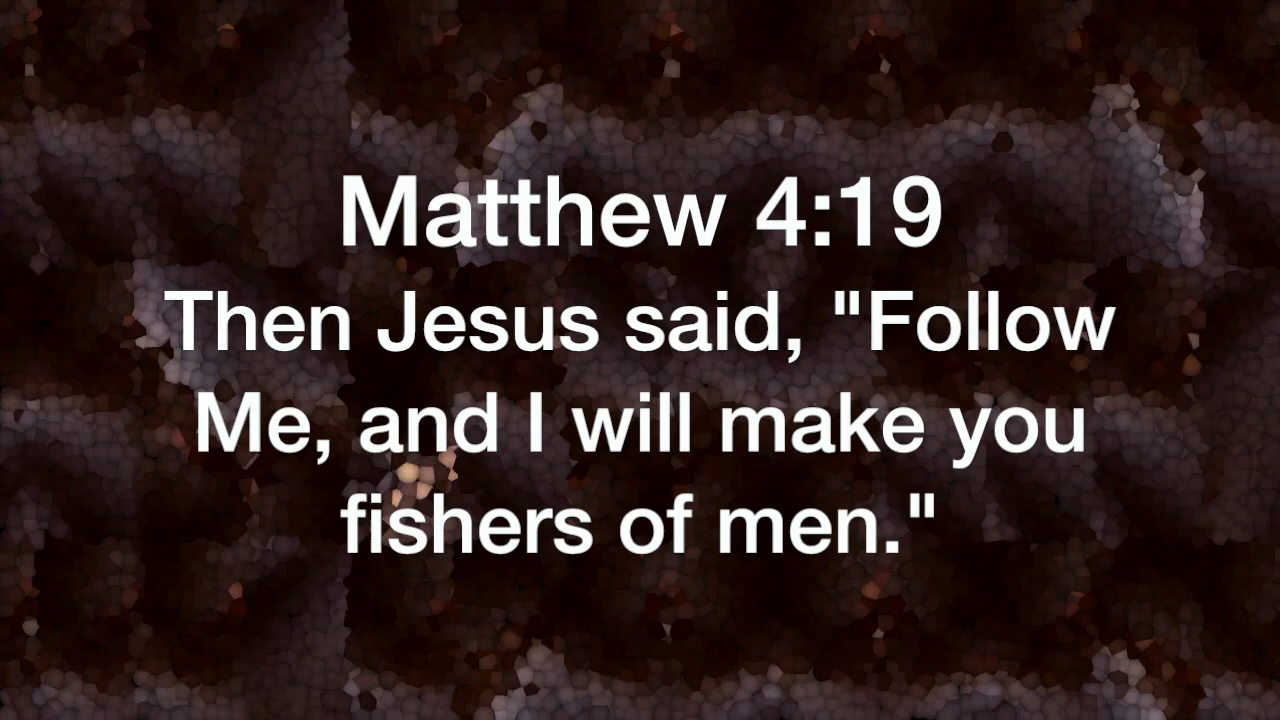 Matthew 4:19
Then Jesus said, "Follow
Me, and I will make you
fishers of men."